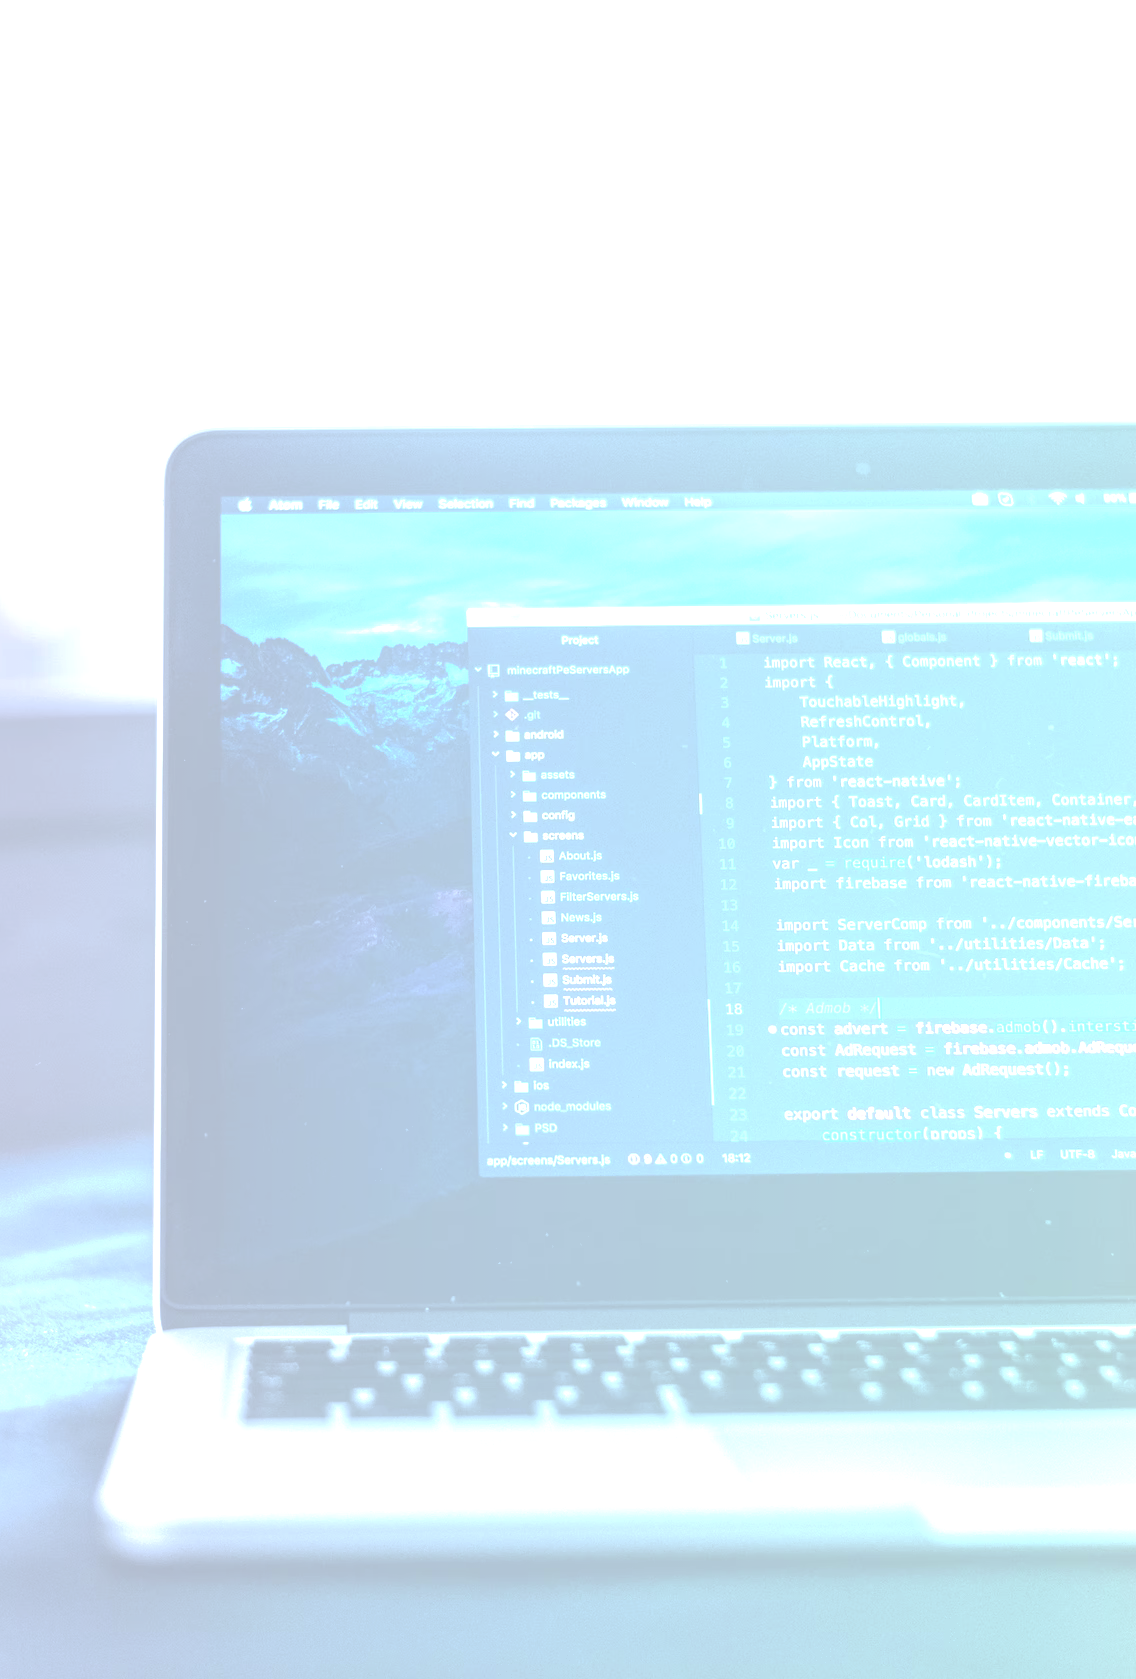 Atom File Edit View Selection Find Packages Window Help
Project
minecraftPeServersApp
__tests__
.git
android
app
assets
components
config
screens
About.js
Favorites.js
FilterServers.js
News.js
Server.js
Servers.js
Submit.js
Tutorial.js
utilities
.DS_Store
index.js
ios
node_modules
PSD
app/screens/Servers.js 9 0 0 18:12
Server.js globals.js Submit.js
1 import React, { Component } from 'react';
2 import {
3 TouchableHighlight,
4 RefreshControl,
5 Platform,
6 AppState
7 } from 'react-native';
8 import { Toast, Card, CardItem, Container,
9 import { Col, Grid } from 'react-native-ea
10 import Icon from 'react-native-vector-icon
11 var _ = require('lodash');
12 import firebase from 'react-native-fireba
13
14 import ServerComp from '../components/Ser
15 import Data from '../utilities/Data';
16 import Cache from '../utilities/Cache';
17
18 /* Admob */
19 const advert = firebase.admob().intersti
20 const AdRequest = firebase.admob.AdReque
21 const request = new AdRequest();
22
23 export default class Servers extends Co
24 constructor(props) {
LF UTF-8 Java